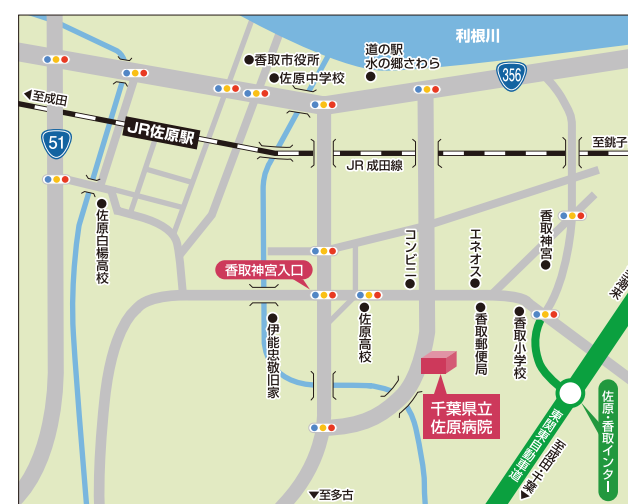 利根川
道の駅
水の郷さわら
●香取市役所
●佐原中学校
356
◀至成田
JR佐原駅
51
至銚子
JR 成田線
佐原白楊高校
香取神宮
コンビニ
エネオス
至潮来
香取神宮入口
佐原高校
香取郵便局
香取小学校
伊能忠敬旧家
千葉県立
佐原病院
佐原・香取インター
東関東自動車道
至成田・千葉▶
▼至多古